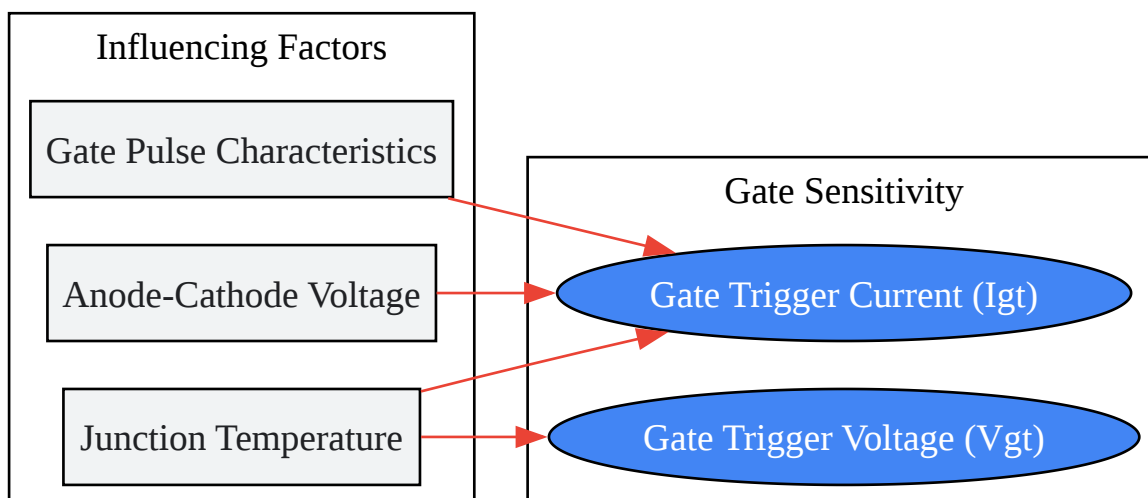 Influencing Factors
Gate Pulse Characteristics
Anode-Cathode Voltage
Junction Temperature
Gate Sensitivity
Gate Trigger Current (Igt)
Gate Trigger Voltage (Vgt)